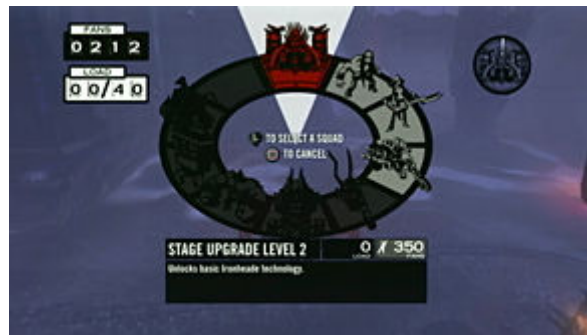 FANS
0212
LOAD
00/40
TO SELECT A SQUAD
TO CANCEL
STAGE UPGRADE LEVEL 2
0 X 350
LOAD FANS
Unlocks basic Ironheade technology.